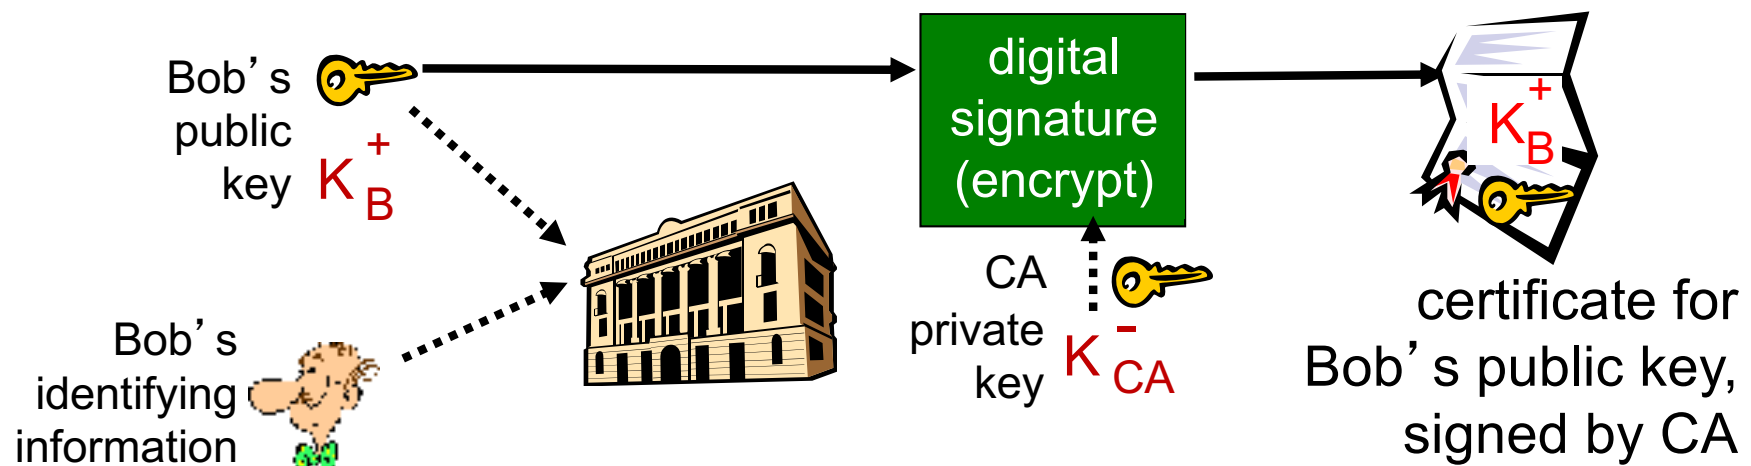 Bob’s
public
key
K
+
B
digital
signature
(encrypt)
K
+
B
CA
private
key
K
-
CA
certificate for
Bob’s public key,
signed by CA
Bob’s
identifying
information